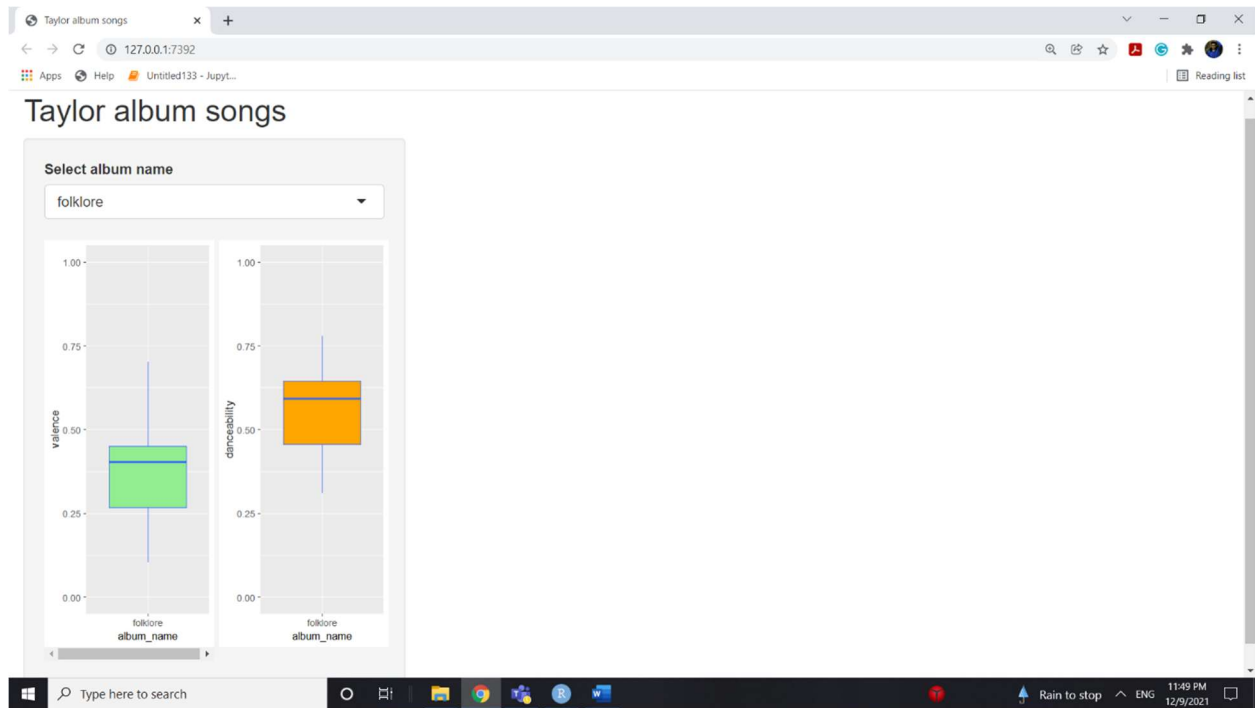 Taylor album songs
127.0.0.1:7392
Apps Help Untitled133 - Jupyt... Reading list
Taylor album songs
Select album name
folklore
1.00 1.00
0.75 0.75
valence danceability
0.50 0.50
0.25 0.25
0.00 0.00
folklore folklore
album_name album_name
Type here to search Rain to stop ENG 11:49 PM
12/9/2021